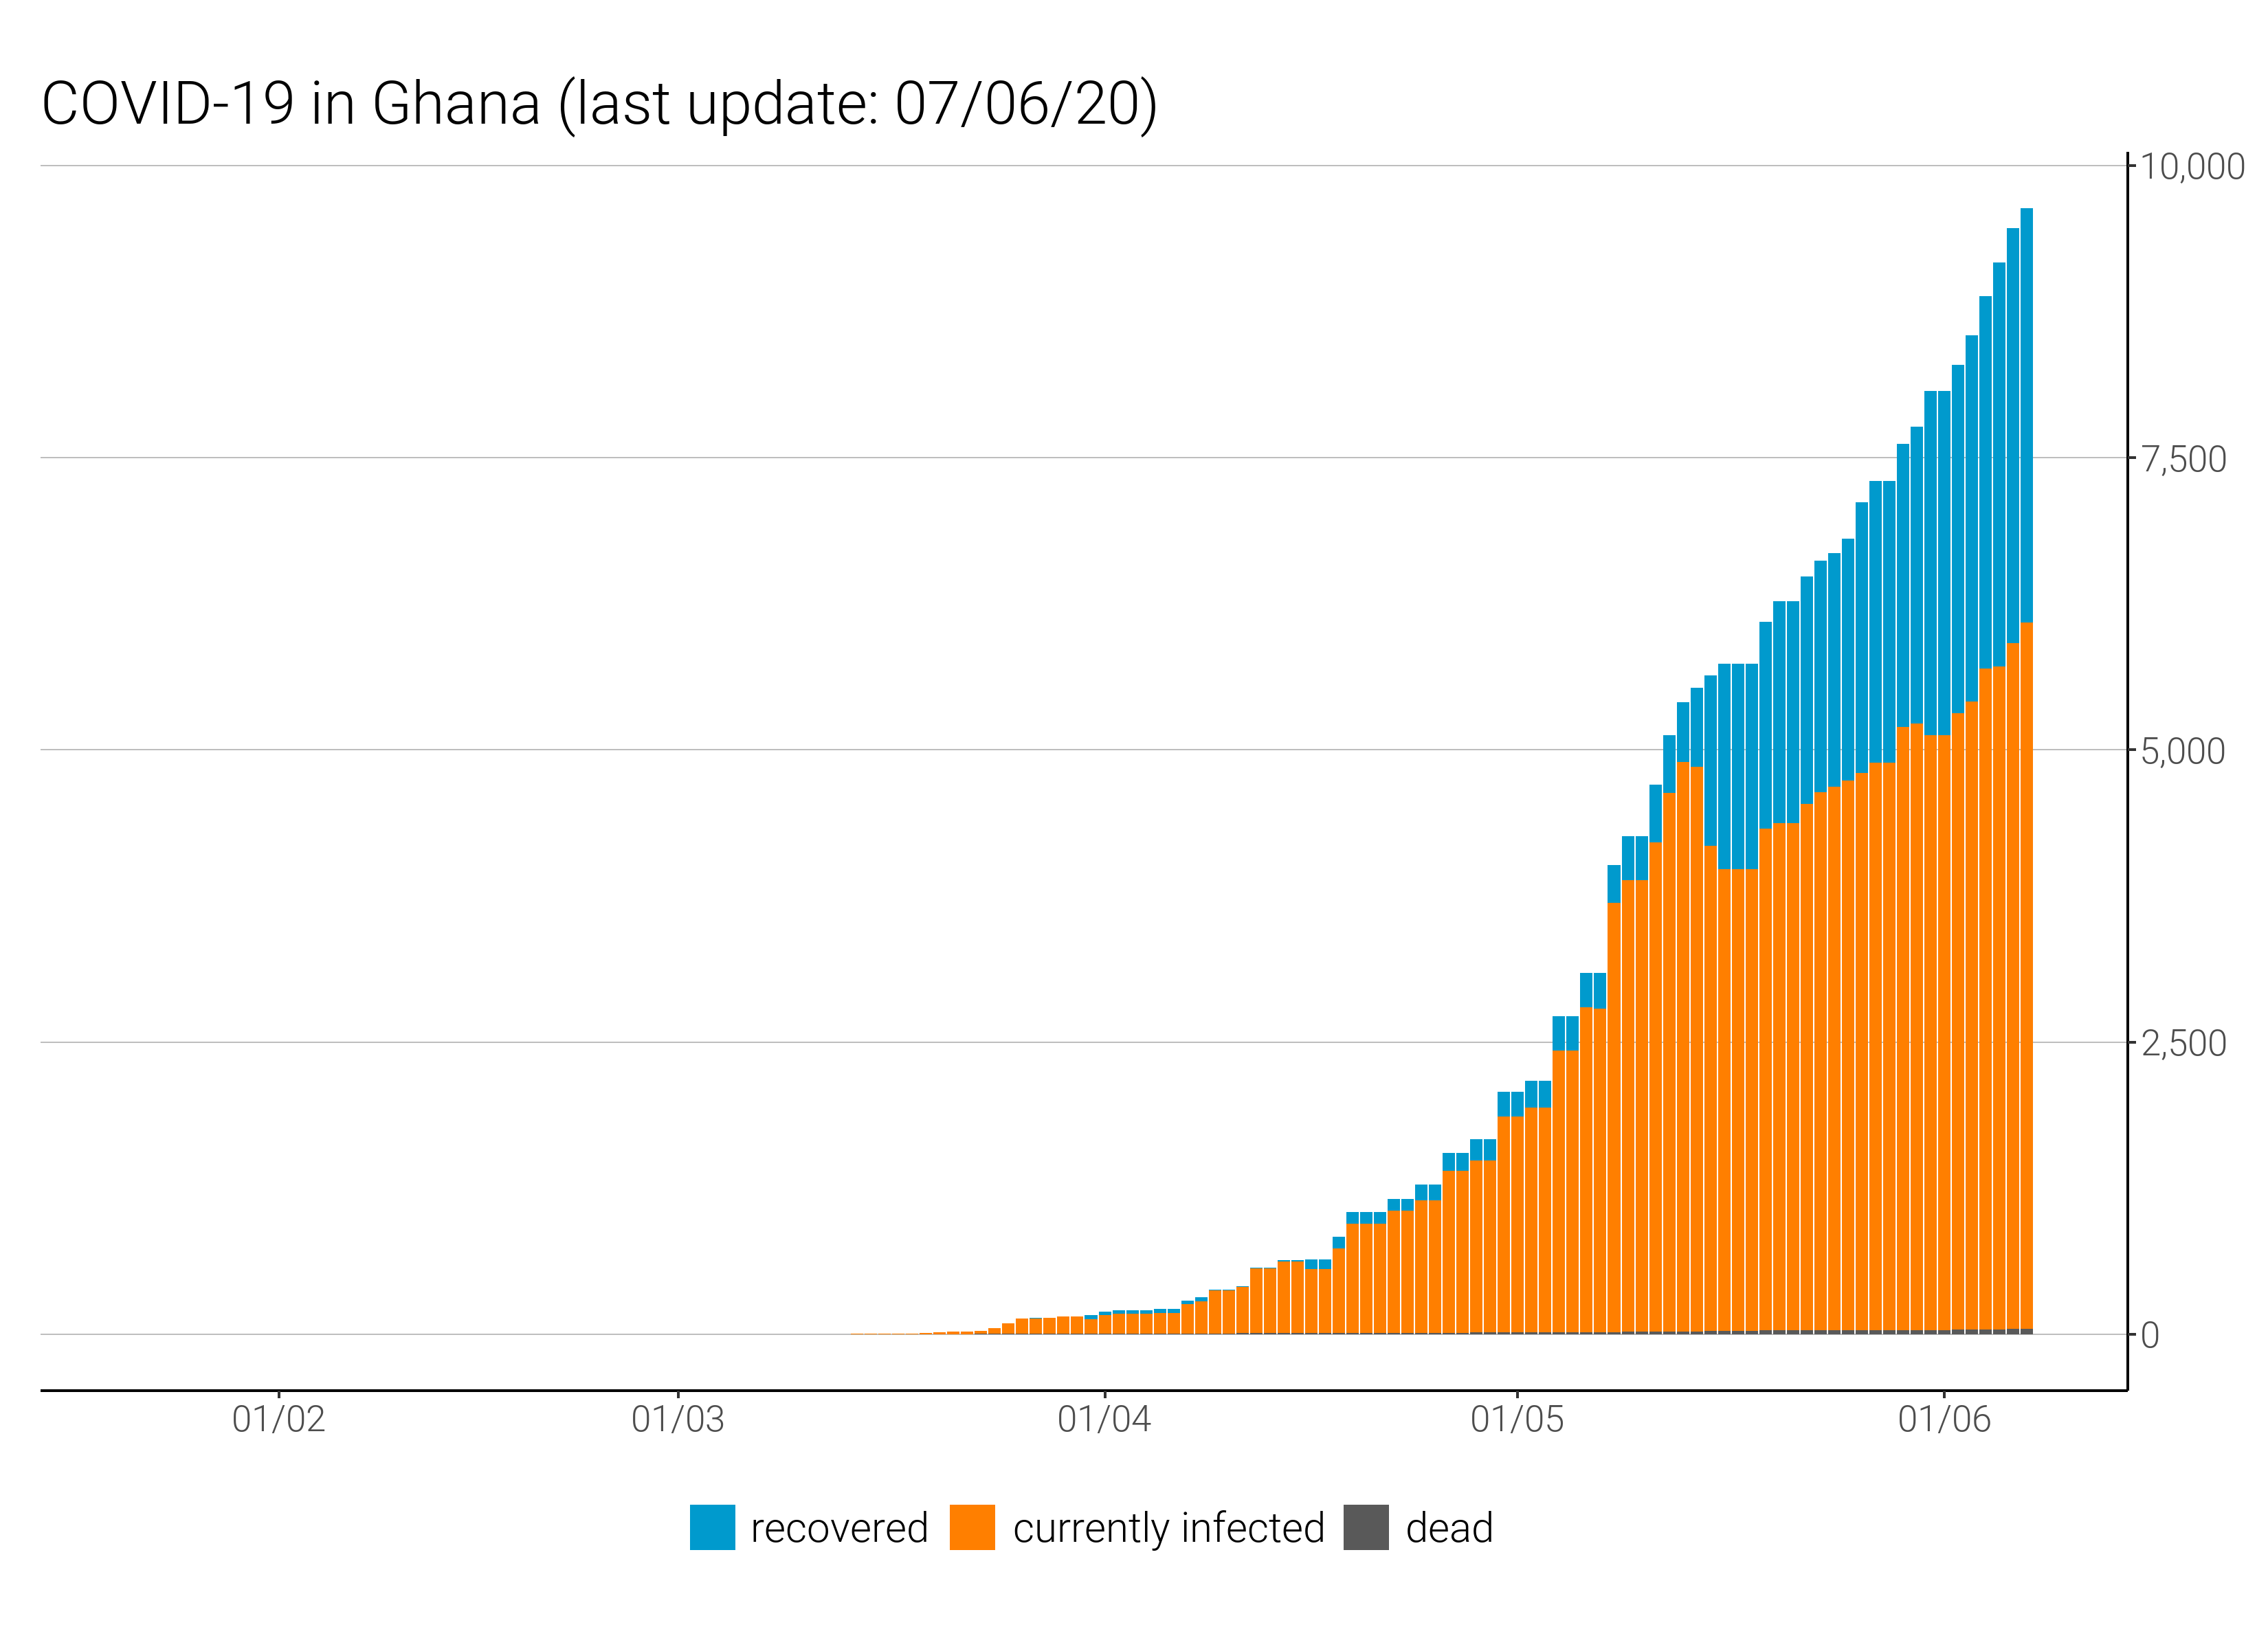 COVID-19 in Ghana (last update: 07/06/20)
10,000
7,500
5,000
2,500
0
01/02 01/03 01/04 01/05 01/06
recovered currently infected dead